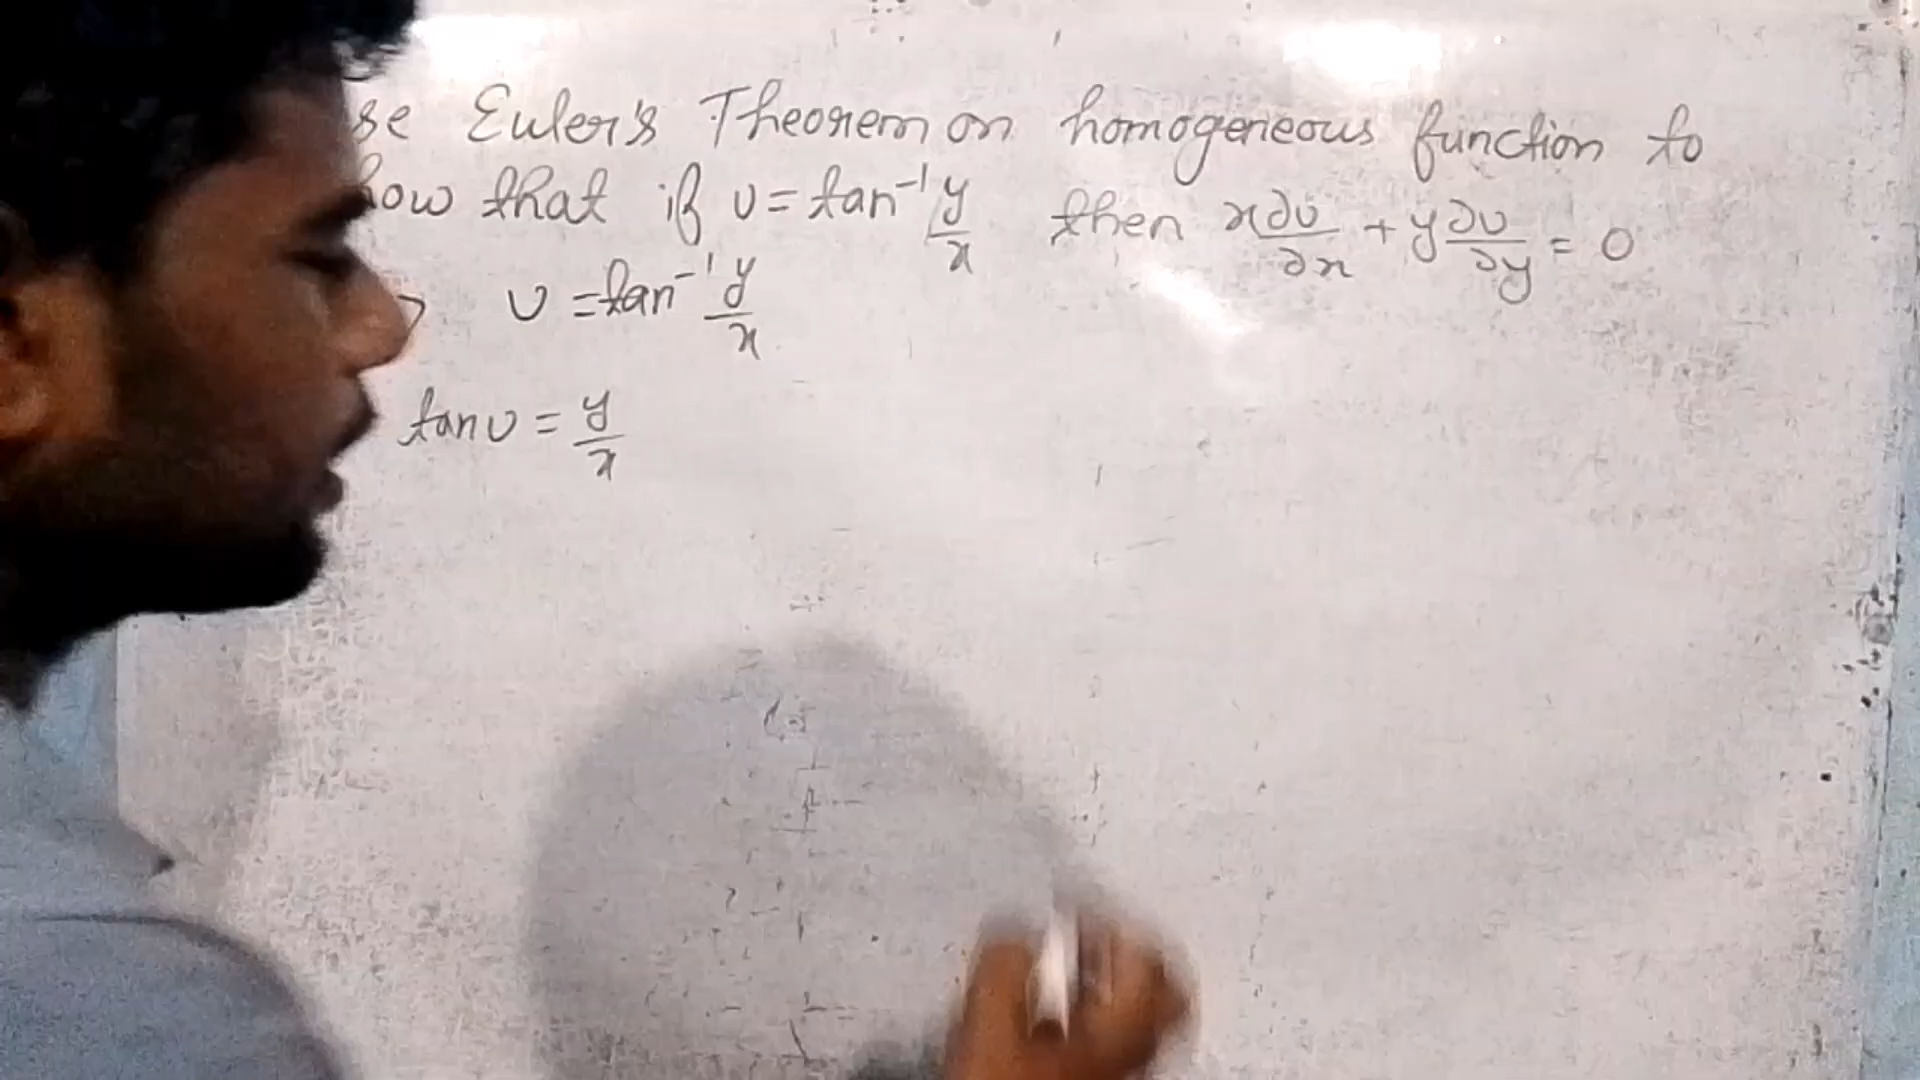 se Euler's Theorem on homogeneous function to
how that if υ = tan⁻¹ y/x then x ∂υ/∂x + y ∂υ/∂y = 0
υ = tan⁻¹ y/x
tan υ = y/x